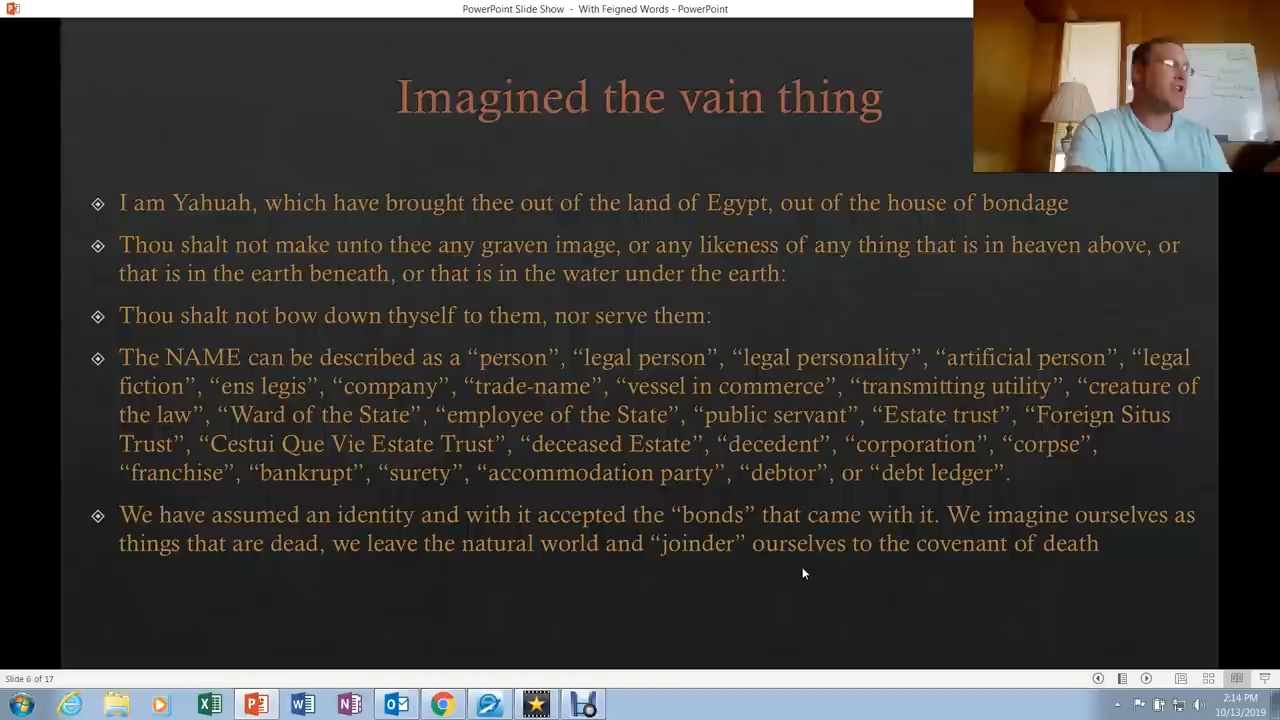 PowerPoint Slide Show - With Feigned Words - PowerPoint
Imagined the vain thing
I am Yahuah, which have brought thee out of the land of Egypt, out of the house of bondage
Thou shalt not make unto thee any graven image, or any likeness of any thing that is in heaven above, or
that is in the earth beneath, or that is in the water under the earth:
Thou shalt not bow down thyself to them, nor serve them:
The NAME can be described as a “person”, “legal person”, “legal personality”, “artificial person”, “legal
fiction”, “ens legis”, “company”, “trade-name”, “vessel in commerce”, “transmitting utility”, “creature of
the law”, “Ward of the State”, “employee of the State”, “public servant”, “Estate trust”, “Foreign Situs
Trust”, “Cestui Que Vie Estate Trust”, “deceased Estate”, “decedent”, “corporation”, “corpse”,
“franchise”, “bankrupt”, “surety”, “accommodation party”, “debtor”, or “debt ledger”.
We have assumed an identity and with it accepted the “bonds” that came with it. We imagine ourselves as
things that are dead, we leave the natural world and “joinder” ourselves to the covenant of death
Slide 6 of 17
2:14 PM
10/13/2019